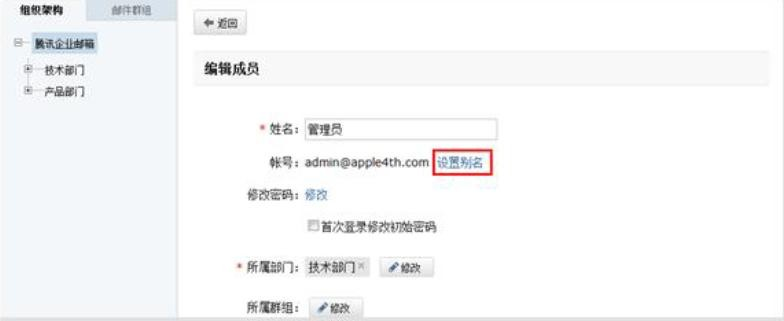 组织架构
邮件群组
腾讯企业邮箱
技术部门
产品部门
返回
编辑成员
* 姓名： 管理员
帐号： admin@apple4th.com 设置别名
修改密码： 修改
首次登录修改初始密码
* 所属部门： 技术部门× 修改
所属群组： 修改